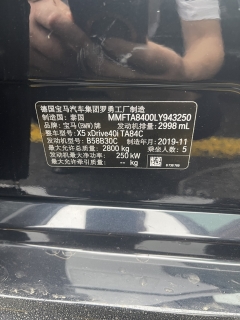 德国宝马汽车集团罗勇工厂制造
制造国：泰国 MMFTA8400LY943250
品牌：宝马(BMW)牌 发动机排量：2998 mL
整车型号：X5 xDrive40i TA84C
发动机型号：B58B30C 制造年月：2019-11
最大允许总质量：2800 kg 乘坐人数：5
发动机最大净功率：250 kW
最大允许牵引质量：-- kg